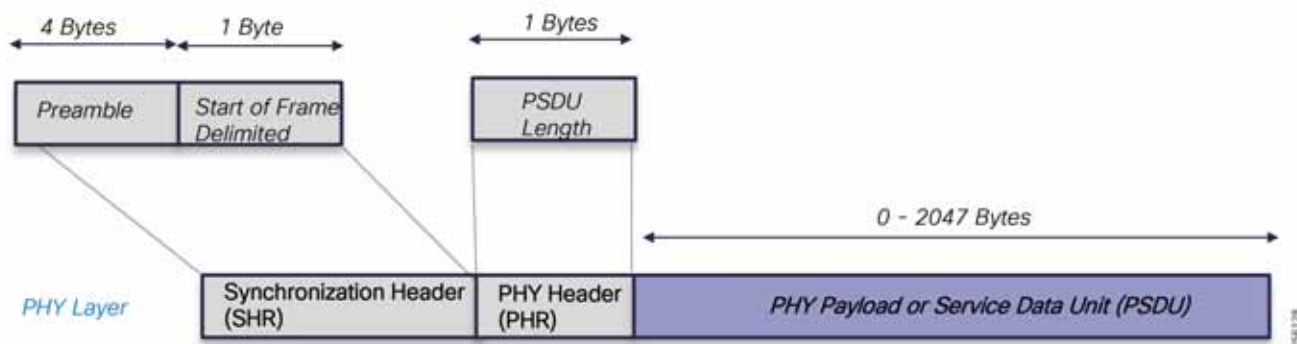 4 Bytes
1 Byte
1 Bytes
Preamble
Start of Frame
Delimited
PSDU
Length
0 - 2047 Bytes
PHY Layer
Synchronization Header
(SHR)
PHY Header
(PHR)
PHY Payload or Service Data Unit (PSDU)